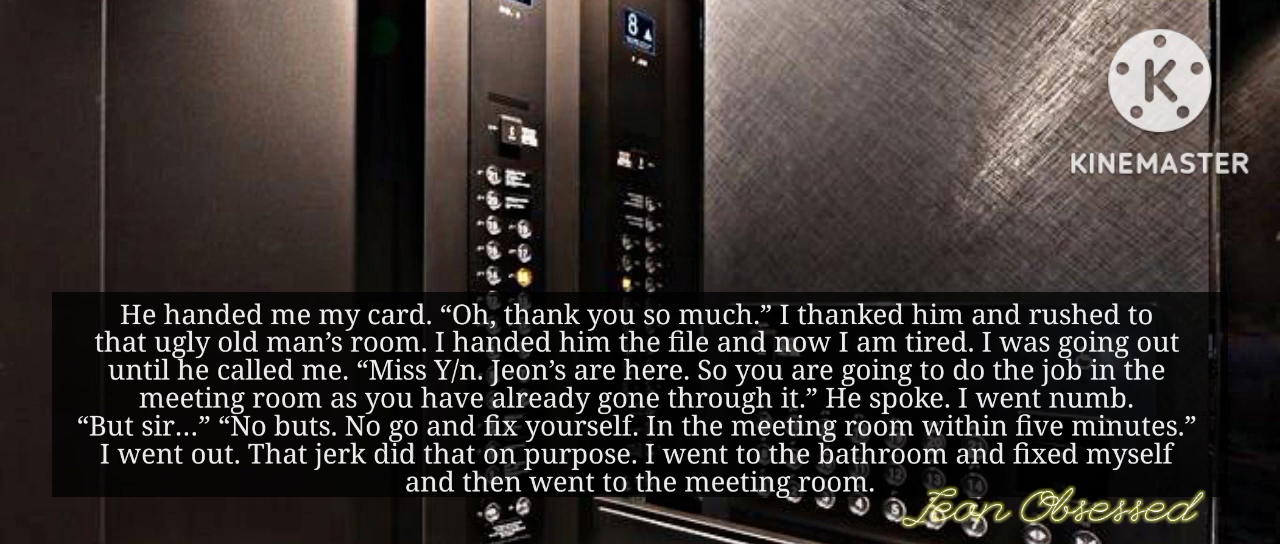 8
K
KINEMASTER
He handed me my card. “Oh, thank you so much.” I thanked him and rushed to
that ugly old man’s room. I handed him the file and now I am tired. I was going out
until he called me. “Miss Y/n. Jeon’s are here. So you are going to do the job in the
meeting room as you have already gone through it.” He spoke. I went numb.
“But sir...” “No buts. No go and fix yourself. In the meeting room within five minutes.”
I went out. That jerk did that on purpose. I went to the bathroom and fixed myself
and then went to the meeting room.
Jeon Obsessed